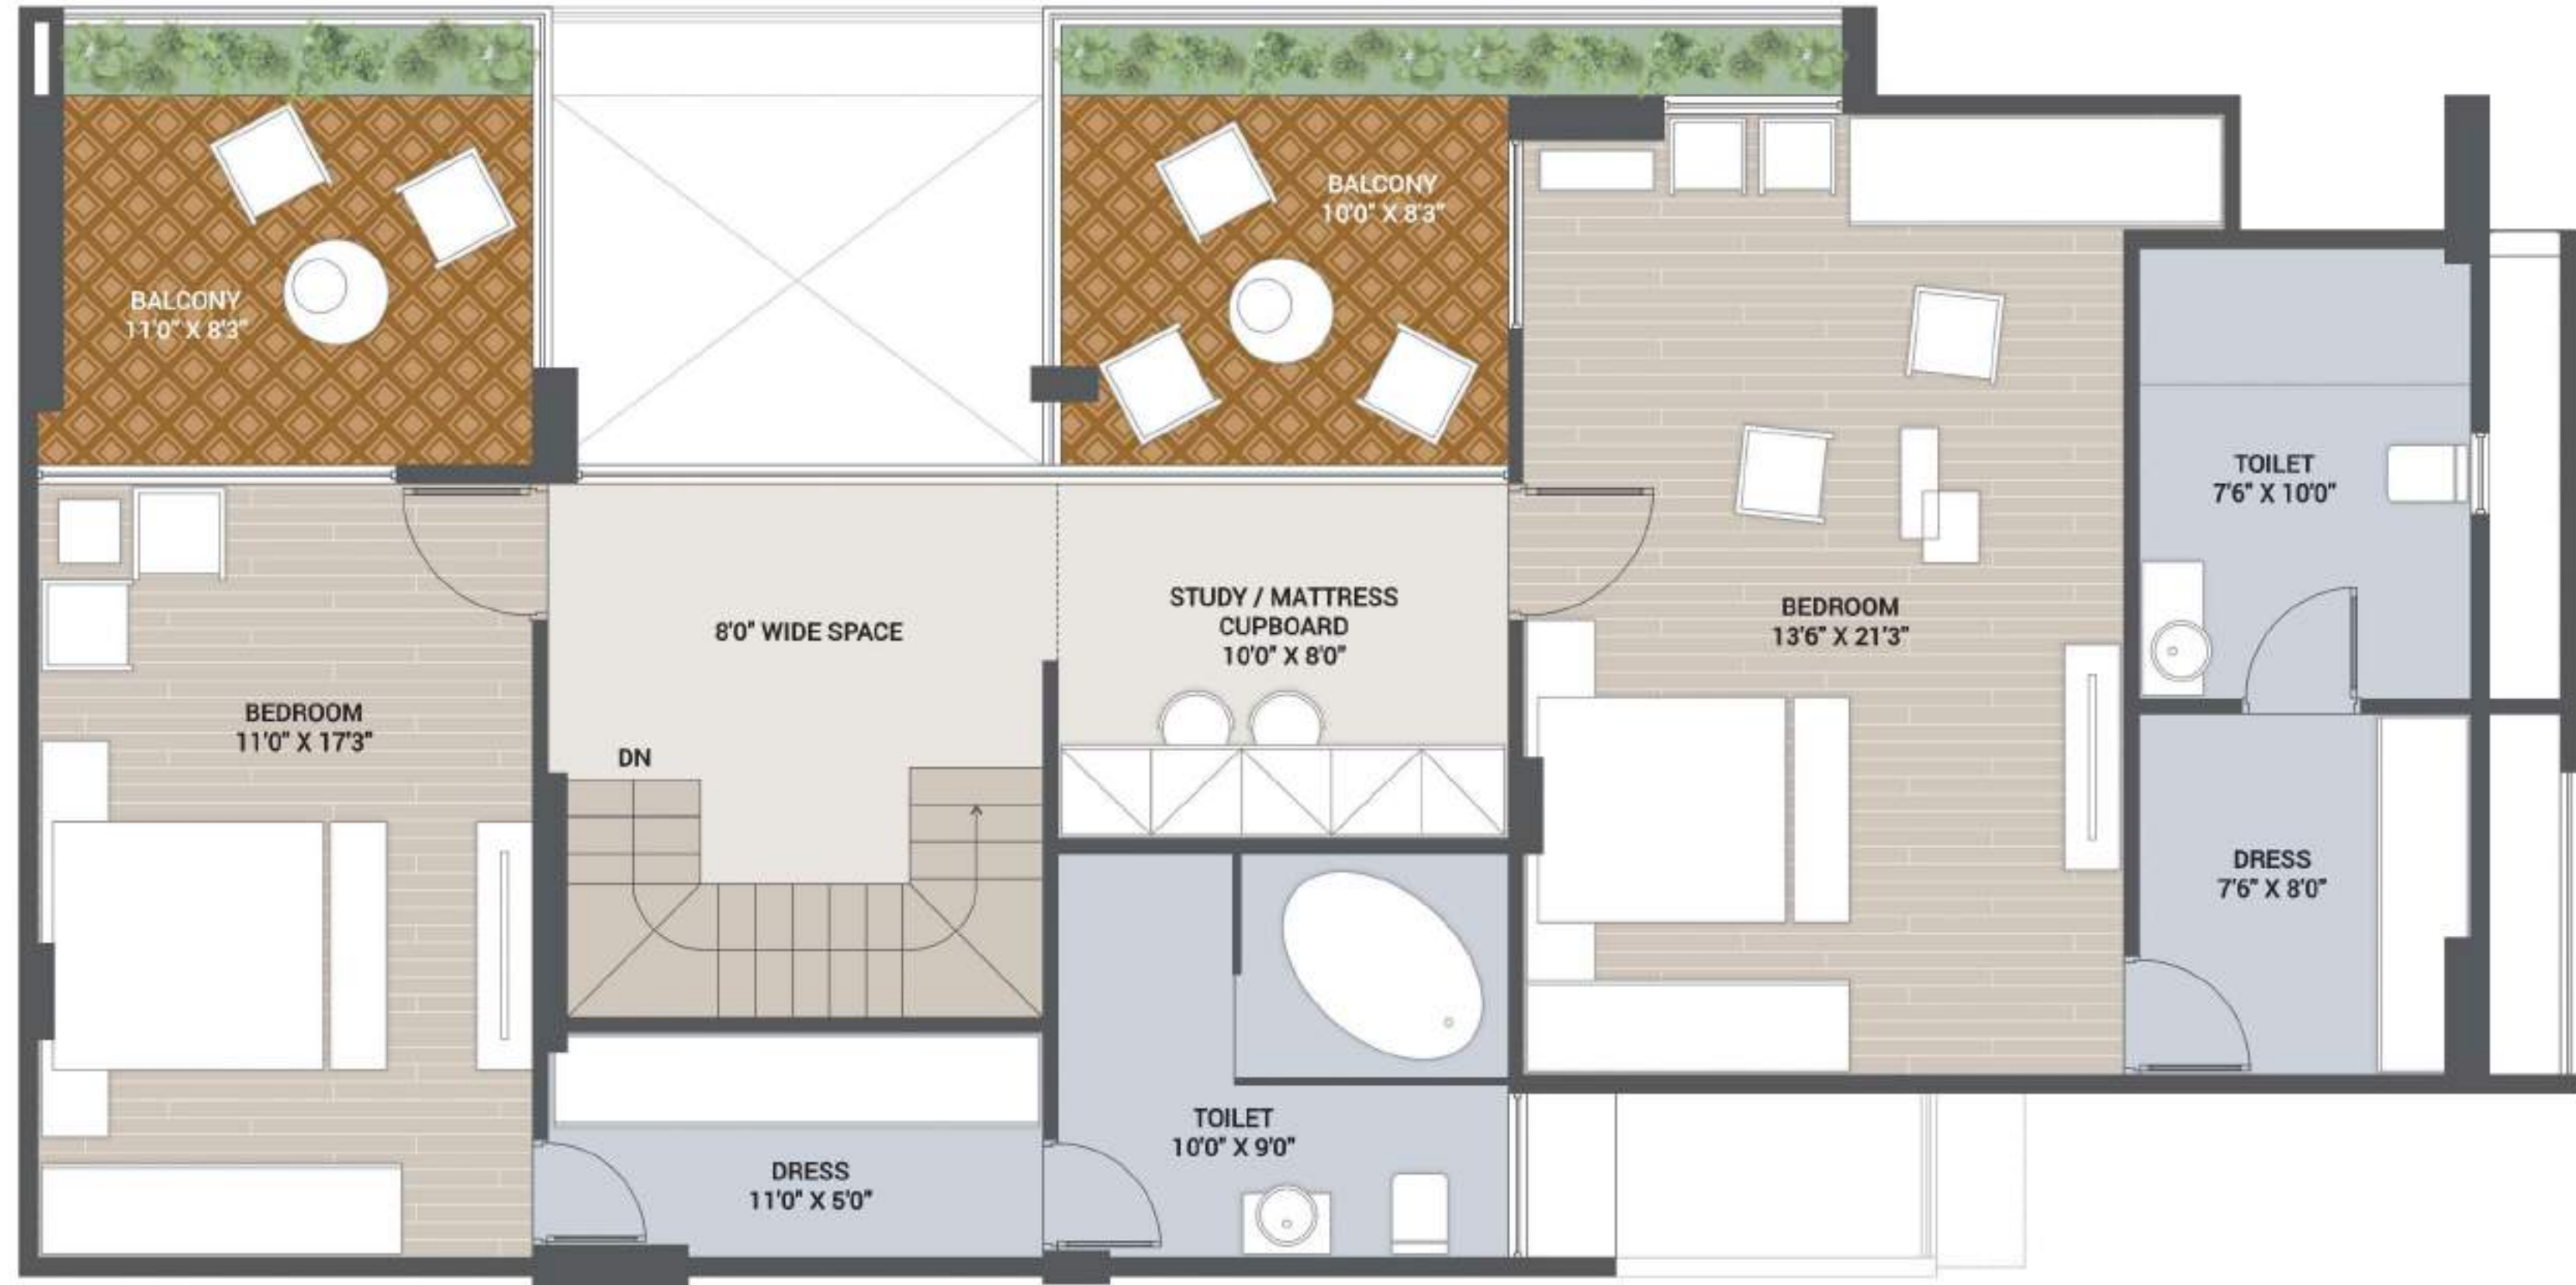 BALCONY
11'0" X 8'3"
BALCONY
10'0" X 8'3"
TOILET
7'6" X 10'0"
8'0" WIDE SPACE
STUDY / MATTRESS
CUPBOARD
10'0" X 8'0"
BEDROOM
13'6" X 21'3"
BEDROOM
11'0" X 17'3"
DN
DRESS
7'6" X 8'0"
TOILET
10'0" X 9'0"
DRESS
11'0" X 5'0"